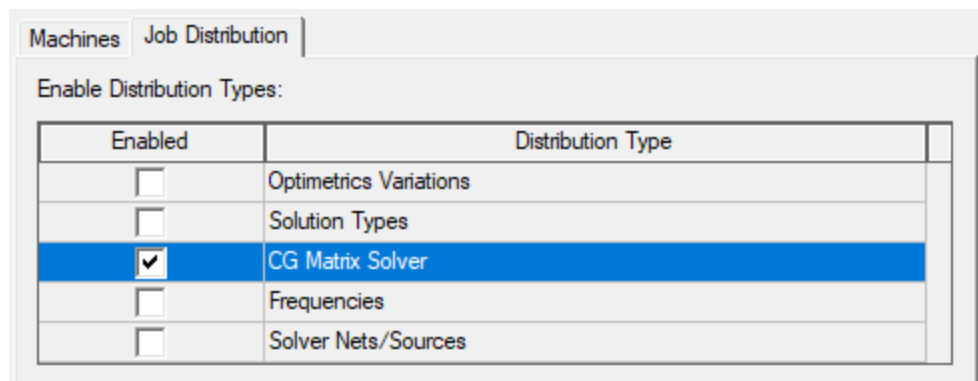 Machines Job Distribution
Enable Distribution Types:
Enabled Distribution Type
Optimetrics Variations
Solution Types
CG Matrix Solver
Frequencies
Solver Nets/Sources